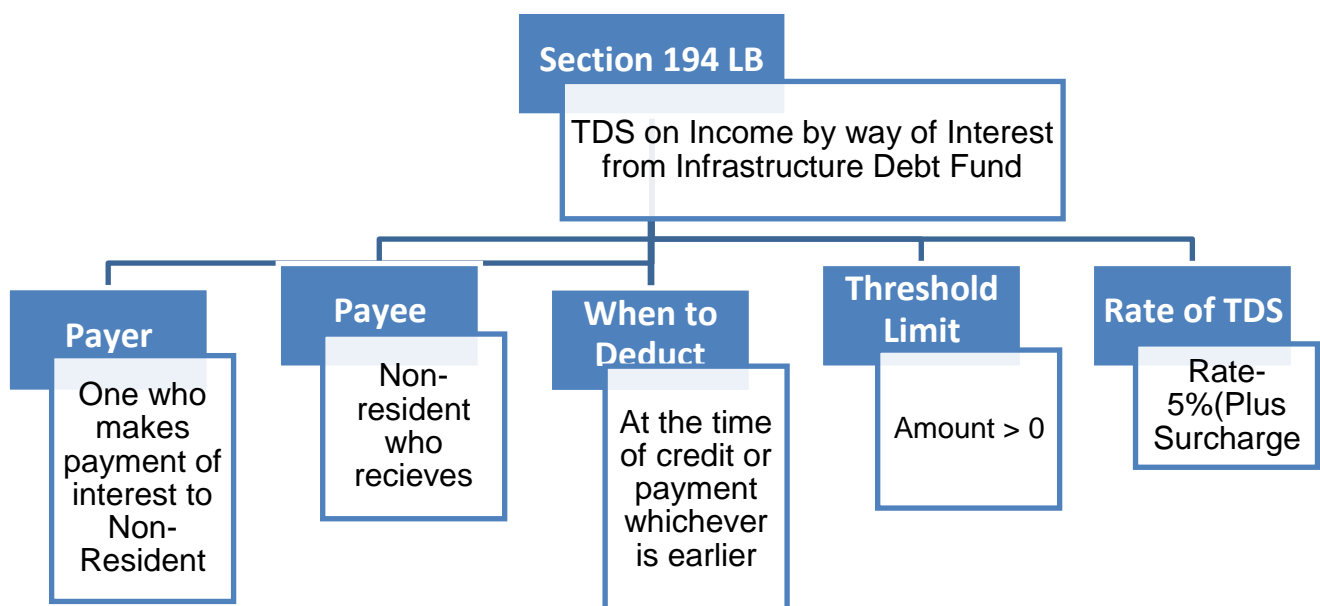 Section 194 LB
TDS on Income by way of Interest
from Infrastructure Debt Fund
Payer
One who
makes
payment of
interest to
Non-
Resident
Payee
Non-
resident
who
recieves
When to
Deduct
At the time
of credit or
payment
whichever
is earlier
Threshold
Limit
Amount > 0
Rate of TDS
Rate-
5%(Plus
Surcharge